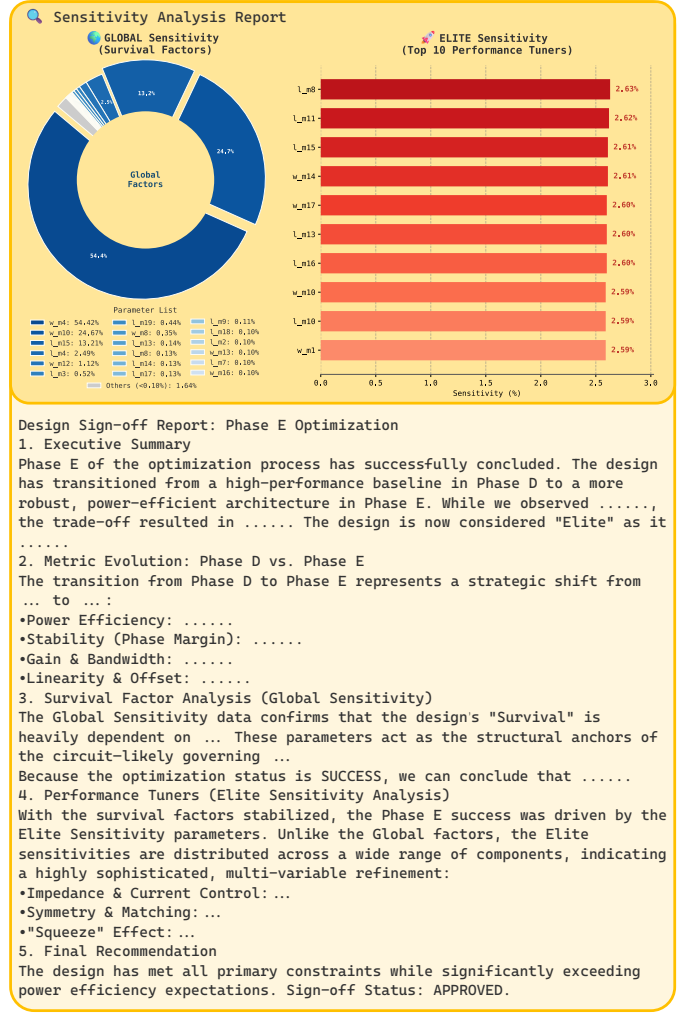 🔍 Sensitivity Analysis Report
🌍 GLOBAL Sensitivity
(Survival Factors)
2.5%
13,2%
24,7%
Global
Factors
54,4%
Parameter List
w_m4: 54.42%
w_m10: 24,67%
l_m15: 13,21%
l_m4: 2.49%
w_m12: 1.12%
l_m3: 0.52%
l_m19: 0.44%
w_m8: 0,35%
l_m13: 0.14%
l_m8: 0.13%
l_m14: 0.13%
l_m17: 0,13%
l_m9: 0.11%
l_m18: 0,10%
l_m2: 0.10%
w_m13: 0.10%
l_m7: 0.10%
w_m16: 0.10%
Others (<0.10%): 1.64%
🚀 ELITE Sensitivity
(Top 10 Performance Tuners)
l_m8 2.63%
l_m11 2.62%
l_m15 2.61%
w_m14 2.61%
w_m17 2.60%
l_m13 2.60%
l_m16 2.60%
w_m10 2.59%
l_m10 2.59%
w_m1 2.59%
0.0 0.5 1.0 1.5 2.0 2.5 3.0
Sensitivity (%)
Design Sign-off Report: Phase E Optimization
1. Executive Summary
Phase E of the optimization process has successfully concluded. The design
has transitioned from a high-performance baseline in Phase D to a more
robust, power-efficient architecture in Phase E. While we observed ......,
the trade-off resulted in ...... The design is now considered "Elite" as it
......
2. Metric Evolution: Phase D vs. Phase E
The transition from Phase D to Phase E represents a strategic shift from
... to ...:
•Power Efficiency: ......
•Stability (Phase Margin): ......
•Gain & Bandwidth: ......
•Linearity & Offset: ......
3. Survival Factor Analysis (Global Sensitivity)
The Global Sensitivity data confirms that the design's "Survival" is
heavily dependent on ... These parameters act as the structural anchors of
the circuit-likely governing ...
Because the optimization status is SUCCESS, we can conclude that ......
4. Performance Tuners (Elite Sensitivity Analysis)
With the survival factors stabilized, the Phase E success was driven by the
Elite Sensitivity parameters. Unlike the Global factors, the Elite
sensitivities are distributed across a wide range of components, indicating
a highly sophisticated, multi-variable refinement:
•Impedance & Current Control: ...
•Symmetry & Matching: ...
•"Squeeze" Effect: ...
5. Final Recommendation
The design has met all primary constraints while significantly exceeding
power efficiency expectations. Sign-off Status: APPROVED.